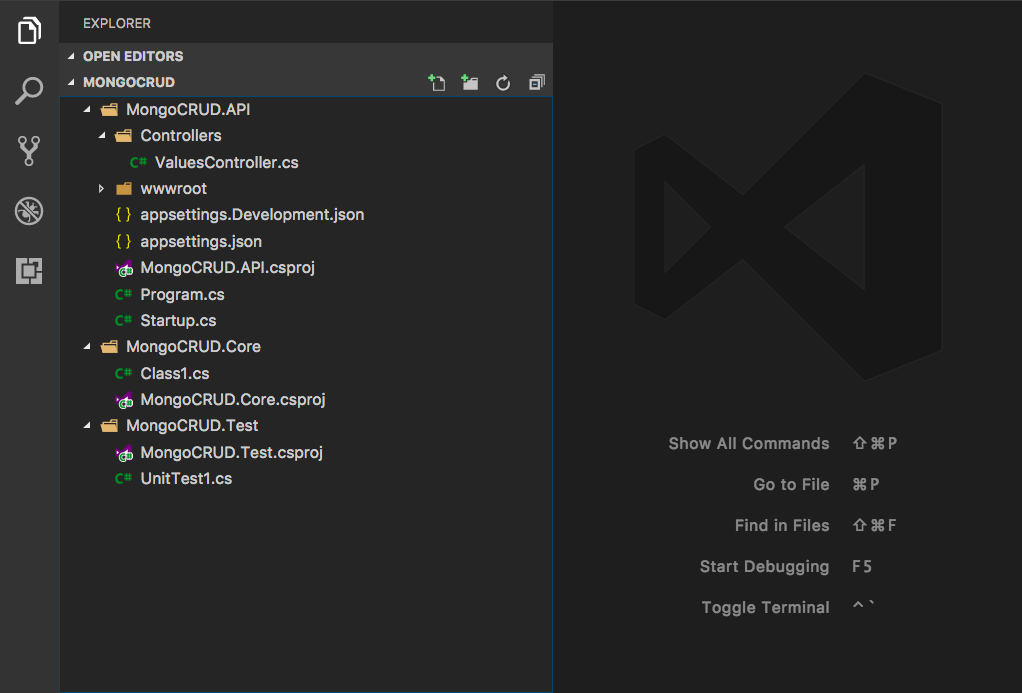 EXPLORER
OPEN EDITORS
MONGOCRUD
MongoCRUD.API
Controllers
C# ValuesController.cs
wwwroot
{} appsettings.Development.json
{} appsettings.json
MongoCRUD.API.csproj
C# Program.cs
C# Startup.cs
MongoCRUD.Core
C# Class1.cs
MongoCRUD.Core.csproj
MongoCRUD.Test
MongoCRUD.Test.csproj
C# UnitTest1.cs
Show All Commands ⇧⌘P
Go to File ⌘P
Find in Files ⇧⌘F
Start Debugging F5
Toggle Terminal ^`